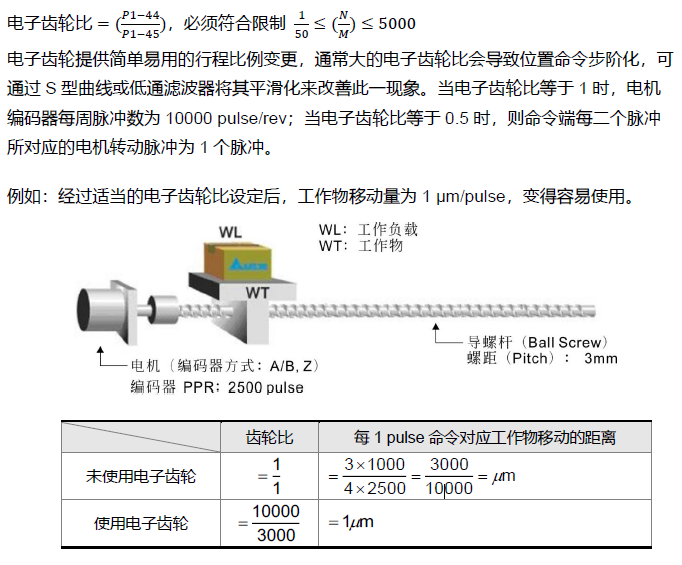 电子齿轮比 = (P1-44/P1-45)，必须符合限制 1/50 ≤ (N/M) ≤ 5000
电子齿轮提供简单易用的行程比例变更，通常大的电子齿轮比会导致位置命令步阶化，可
通过 S 型曲线或低通滤波器将其平滑化来改善此一现象。当电子齿轮比等于 1 时，电机
编码器每周脉冲数为 10000 pulse/rev；当电子齿轮比等于 0.5 时，则命令端每二个脉冲
所对应的电机转动脉冲为 1 个脉冲。
例如：经过适当的电子齿轮比设定后，工作物移动量为 1 μm/pulse，变得容易使用。
WL
WL：工作负载
WT：工作物
WT
导螺杆（Ball Screw）
螺距（Pitch）： 3mm
电机（编码器方式：A/B, Z）
编码器 PPR：2500 pulse
齿轮比 每 1 pulse 命令对应工作物移动的距离
未使用电子齿轮 = 1/1 = 3×1000/4×2500 = 3000/10000 = μm
使用电子齿轮 = 10000/3000 = 1μm